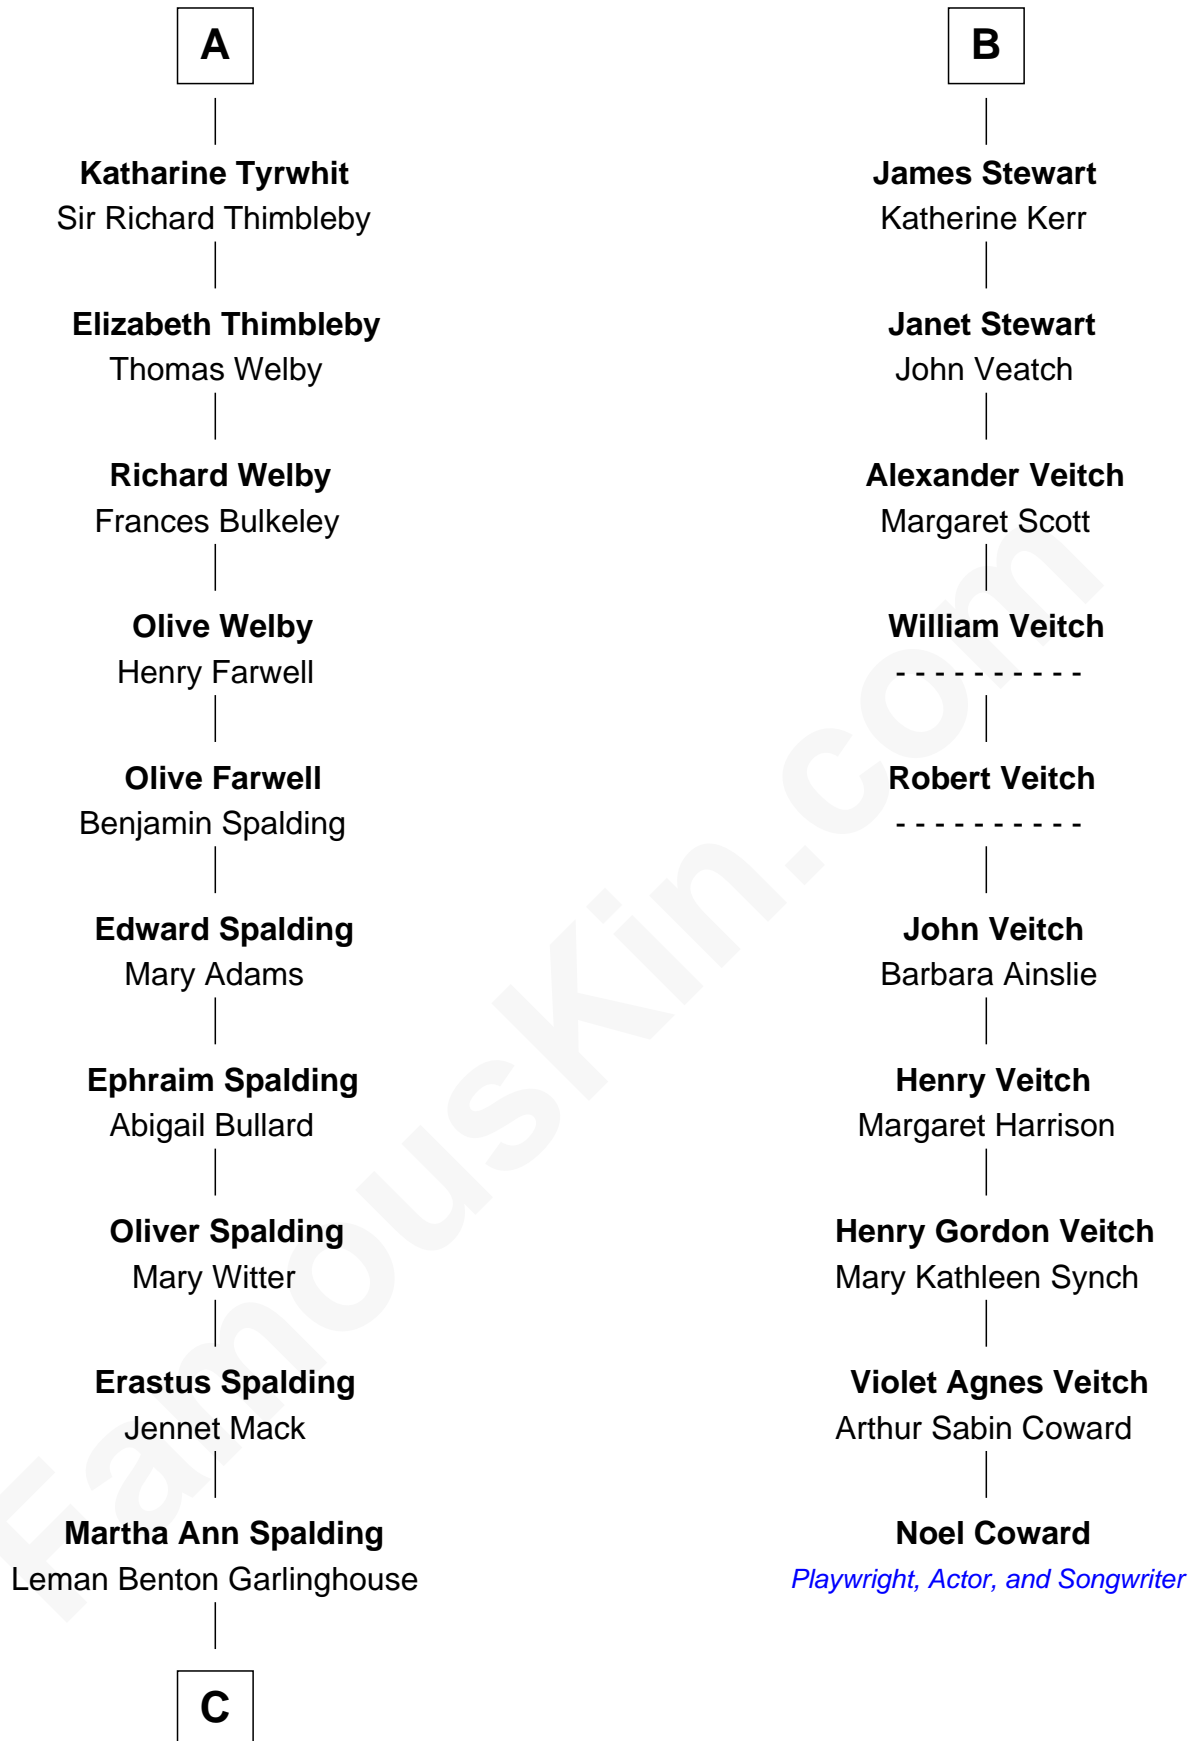 A
Katharine Tyrwhit
Sir Richard Thimbleby
Elizabeth Thimbleby
Thomas Welby
Richard Welby
Frances Bulkeley
Olive Welby
Henry Farwell
Olive Farwell
Benjamin Spalding
Edward Spalding
Mary Adams
Ephraim Spalding
Abigail Bullard
Oliver Spalding
Mary Witter
Erastus Spalding
Jennet Mack
Martha Ann Spalding
Leman Benton Garlinghouse
C
B
James Stewart
Katherine Kerr
Janet Stewart
John Veatch
Alexander Veitch
Margaret Scott
William Veitch
- - - - - - - - - -
Robert Veitch
- - - - - - - - - -
John Veitch
Barbara Ainslie
Henry Veitch
Margaret Harrison
Henry Gordon Veitch
Mary Kathleen Synch
Violet Agnes Veitch
Arthur Sabin Coward
Noel Coward
Playwright, Actor, and Songwriter
FamousKin.com